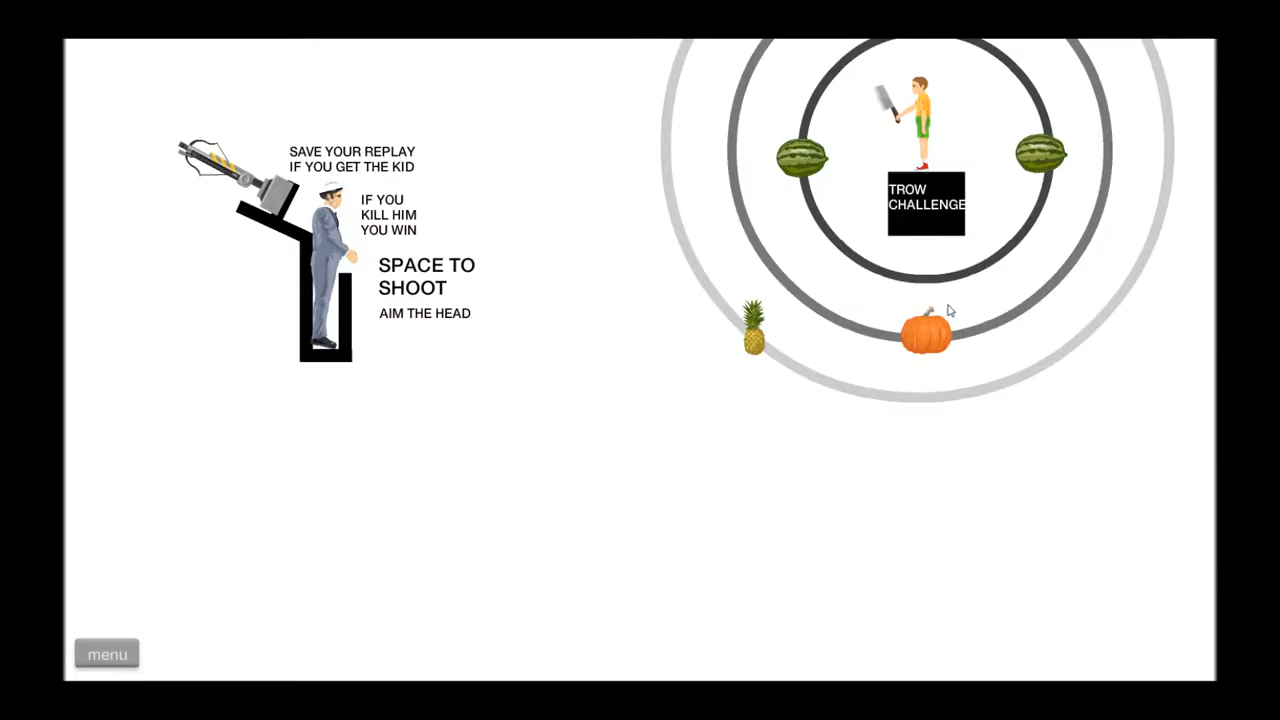 SAVE YOUR REPLAY
IF YOU GET THE KID
IF YOU
KILL HIM
YOU WIN
SPACE TO
SHOOT
AIM THE HEAD
TROW
CHALLENGE
menu